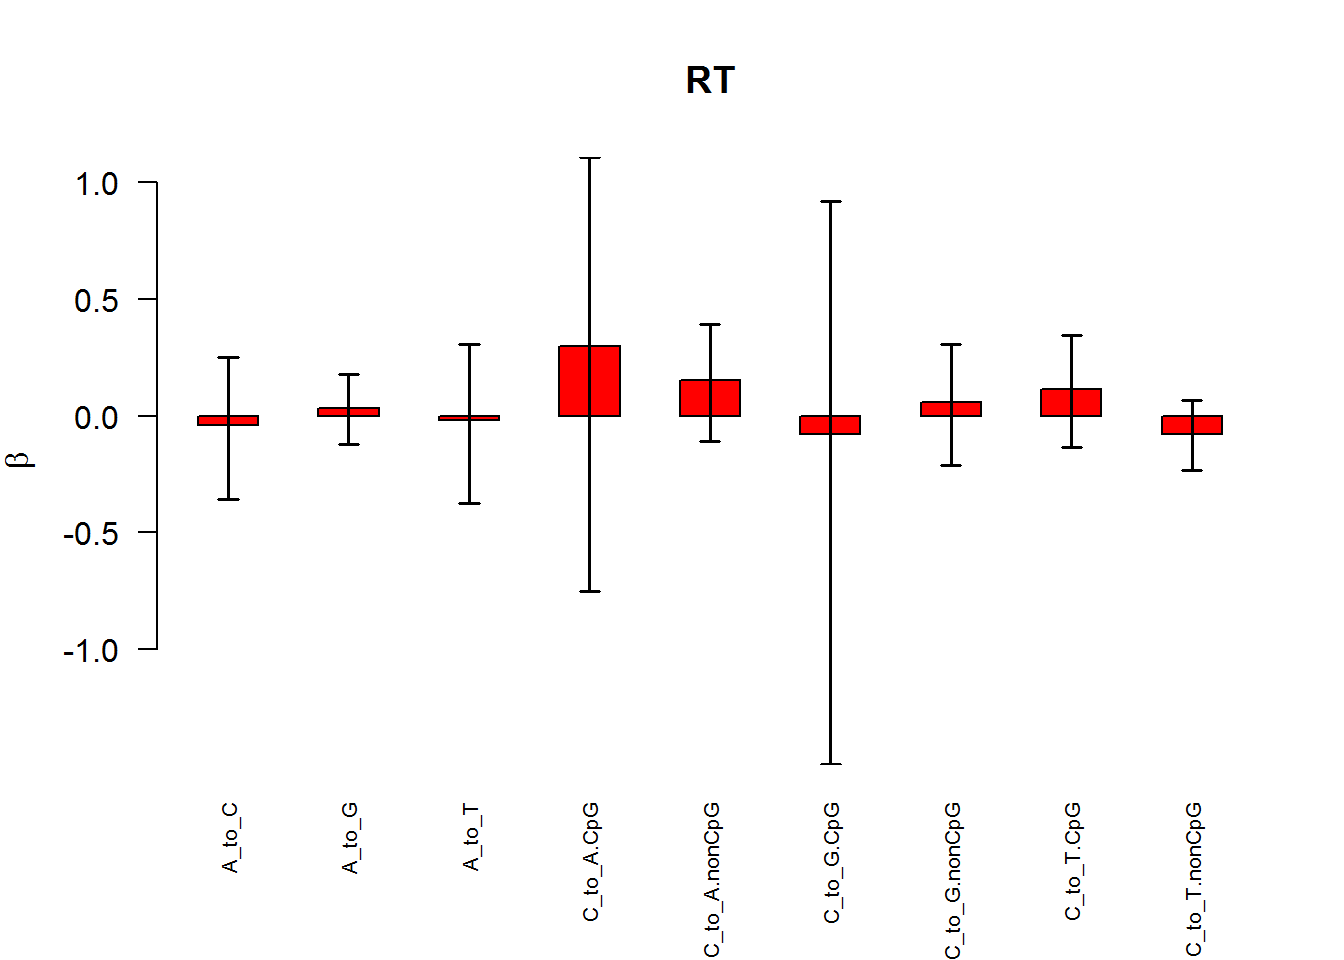 RT
1.0
0.5
0.0
-0.5
-1.0
β
A_to_C
A_to_G
A_to_T
C_to_A.CpG
C_to_A.nonCpG
C_to_G.CpG
C_to_G.nonCpG
C_to_T.CpG
C_to_T.nonCpG